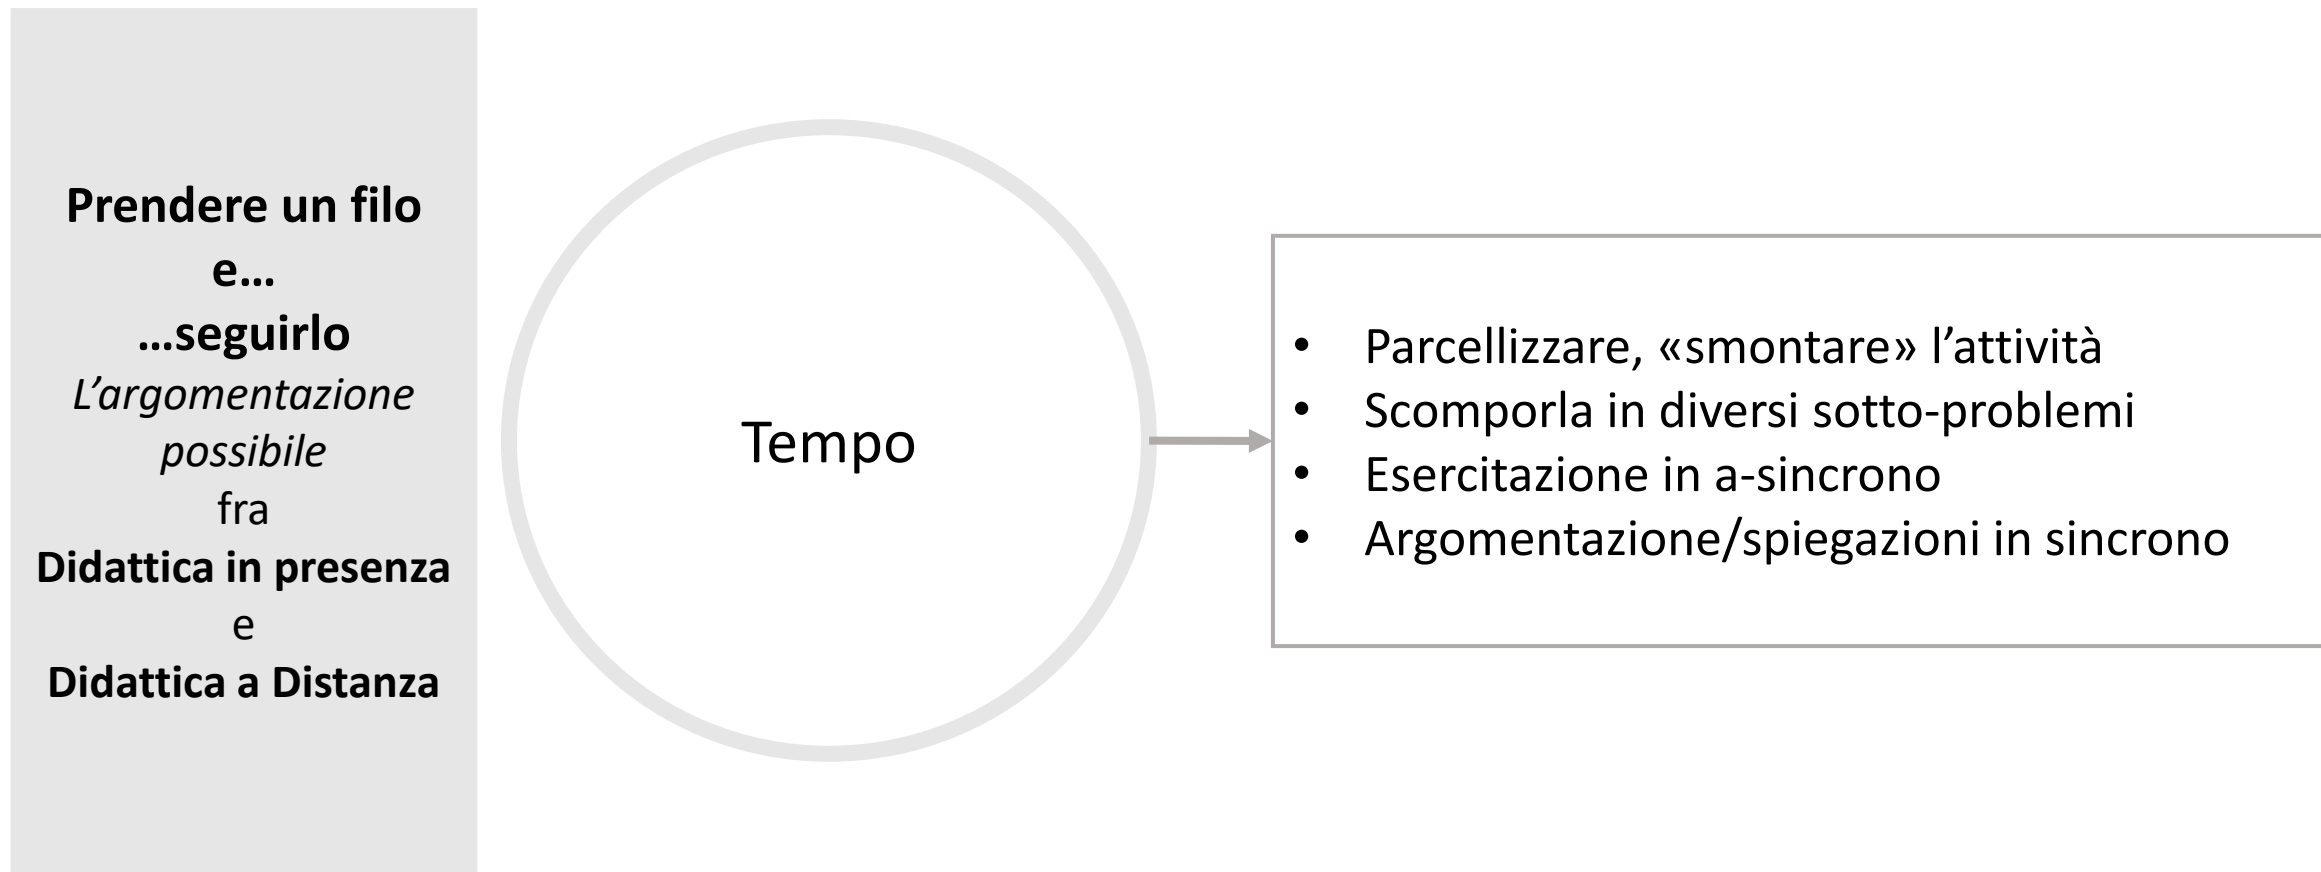 Prendere un filo
e…
…seguirlo
L’argomentazione
possibile
fra
Didattica in presenza
e
Didattica a Distanza
Tempo
• Parcellizzare, «smontare» l’attività
• Scomporla in diversi sotto-problemi
• Esercitazione in a-sincrono
• Argomentazione/spiegazioni in sincrono